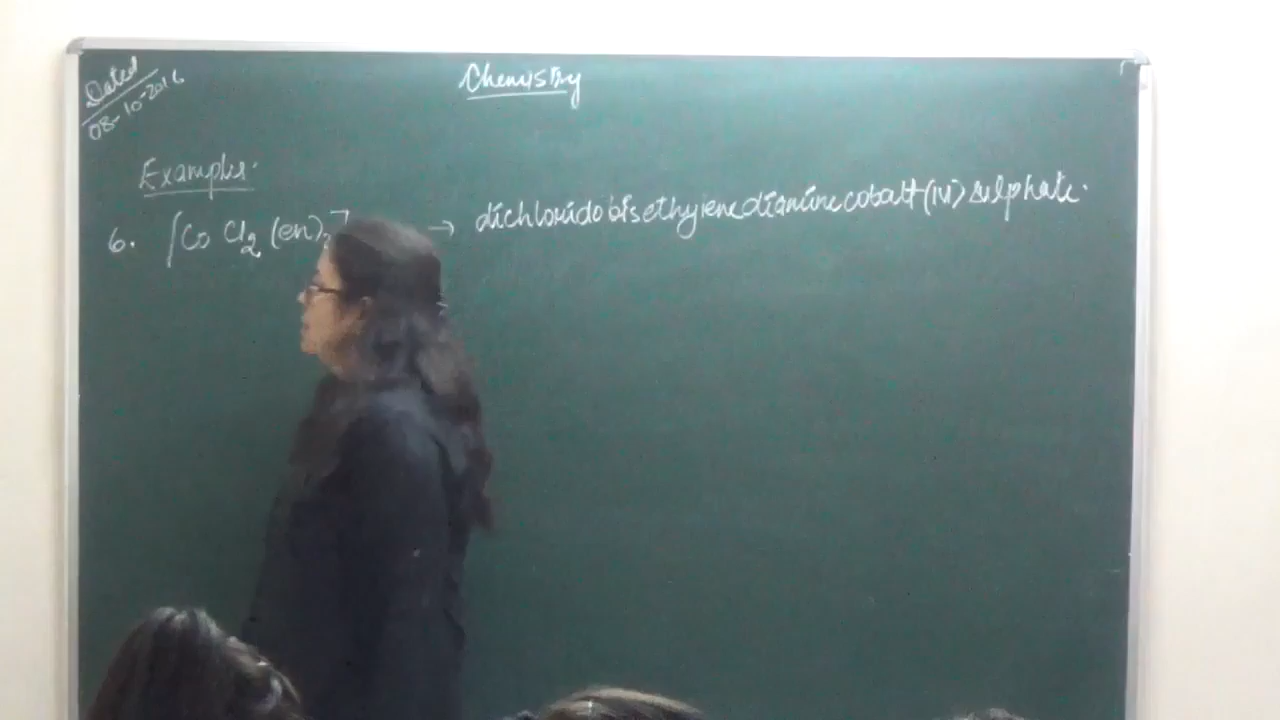 Dated
08-10-2016
Chemistry
Examples.
6. [Co Cl2 (en)2] → dichloridobisethylenediaminecobalt(IV) sulphate.